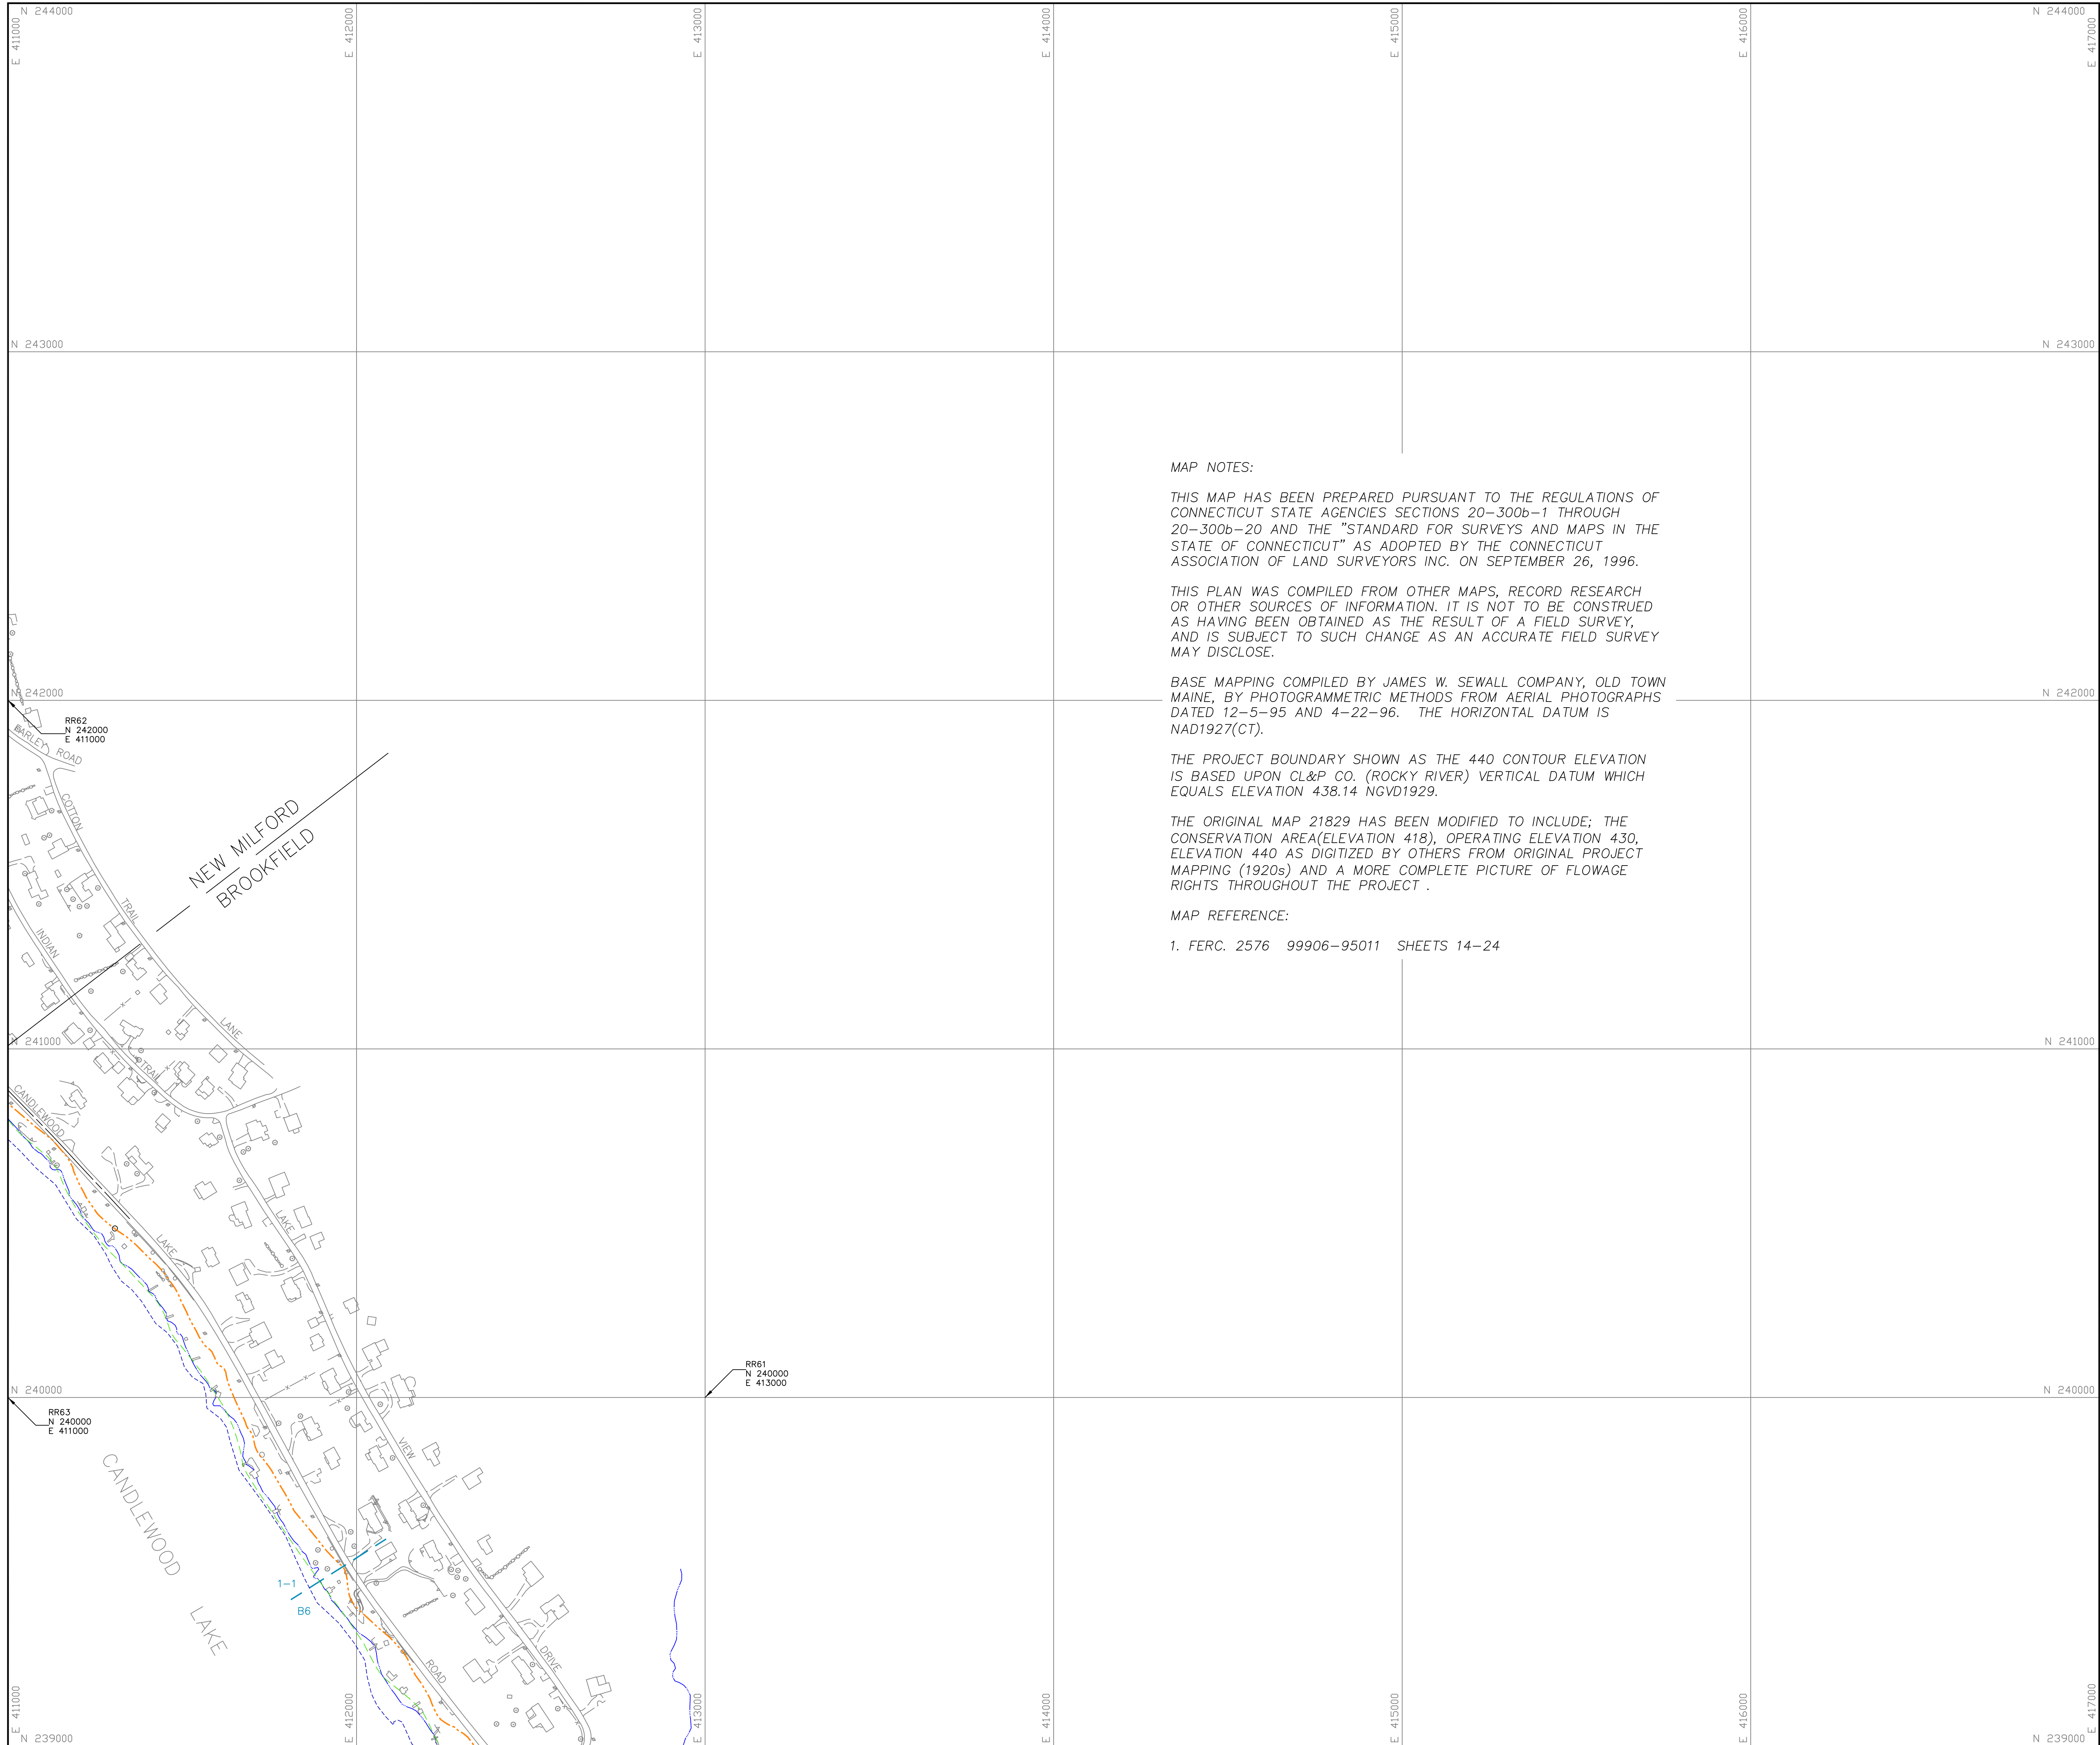 N 244000
E 411000
E 412000
E 413000
E 414000
E 415000
E 416000
N 244000
E 417000
N 243000
N 243000
MAP NOTES:
THIS MAP HAS BEEN PREPARED PURSUANT TO THE REGULATIONS OF
CONNECTICUT STATE AGENCIES SECTIONS 20-300b-1 THROUGH
20-300b-20 AND THE "STANDARD FOR SURVEYS AND MAPS IN THE
STATE OF CONNECTICUT" AS ADOPTED BY THE CONNECTICUT
ASSOCIATION OF LAND SURVEYORS INC. ON SEPTEMBER 26, 1996.
THIS PLAN WAS COMPILED FROM OTHER MAPS, RECORD RESEARCH
OR OTHER SOURCES OF INFORMATION. IT IS NOT TO BE CONSTRUED
AS HAVING BEEN OBTAINED AS THE RESULT OF A FIELD SURVEY,
AND IS SUBJECT TO SUCH CHANGE AS AN ACCURATE FIELD SURVEY
MAY DISCLOSE.
BASE MAPPING COMPILED BY JAMES W. SEWALL COMPANY, OLD TOWN
MAINE, BY PHOTOGRAMMETRIC METHODS FROM AERIAL PHOTOGRAPHS
DATED 12-5-95 AND 4-22-96. THE HORIZONTAL DATUM IS
NAD1927(CT).
THE PROJECT BOUNDARY SHOWN AS THE 440 CONTOUR ELEVATION
IS BASED UPON CL&P CO. (ROCKY RIVER) VERTICAL DATUM WHICH
EQUALS ELEVATION 438.14 NGVD1929.
THE ORIGINAL MAP 21829 HAS BEEN MODIFIED TO INCLUDE; THE
CONSERVATION AREA(ELEVATION 418), OPERATING ELEVATION 430,
ELEVATION 440 AS DIGITIZED BY OTHERS FROM ORIGINAL PROJECT
MAPPING (1920s) AND A MORE COMPLETE PICTURE OF FLOWAGE
RIGHTS THROUGHOUT THE PROJECT .
MAP REFERENCE:
1. FERC. 2576 99906-95011 SHEETS 14-24
N 242000
N 242000
RR62
N 242000
E 411000
BARLEY ROAD
COTTON
TRAIL
LANE
NEW MILFORD
BROOKFIELD
INDIAN
TRAIL
N 241000
N 241000
CANDLEWOOD
LAKE
ROAD
LAKE
VIEW
DRIVE
RR61
N 240000
E 413000
N 240000
N 240000
RR63
N 240000
E 411000
CANDLEWOOD
LAKE
1-1
B6
E 411000
N 239000
E 412000
E 413000
E 414000
E 415000
E 416000
E 417000
N 239000